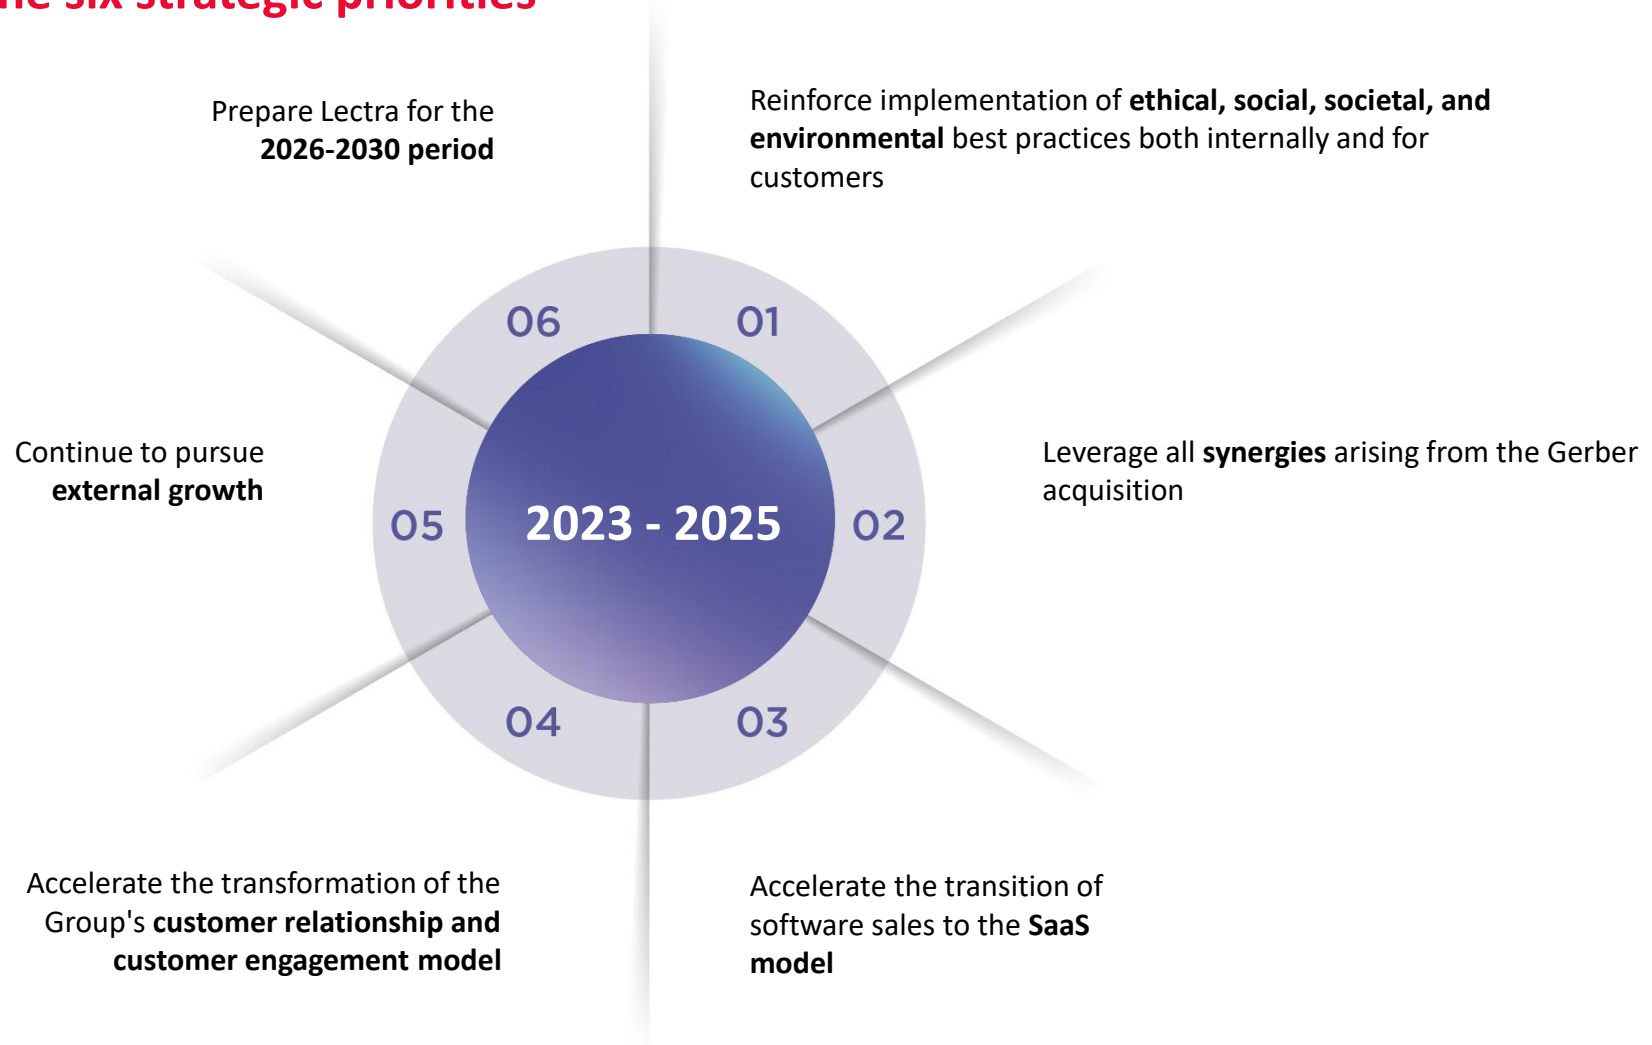 six strategic priorities
Prepare Lectra for the
2026-2030 period
Reinforce implementation of ethical, social, societal, and
environmental best practices both internally and for
customers
06
01
Continue to pursue
external growth
Leverage all synergies arising from the Gerber
acquisition
05
2023 - 2025
02
04
03
Accelerate the transformation of the
Group's customer relationship and
customer engagement model
Accelerate the transition of
software sales to the SaaS
model